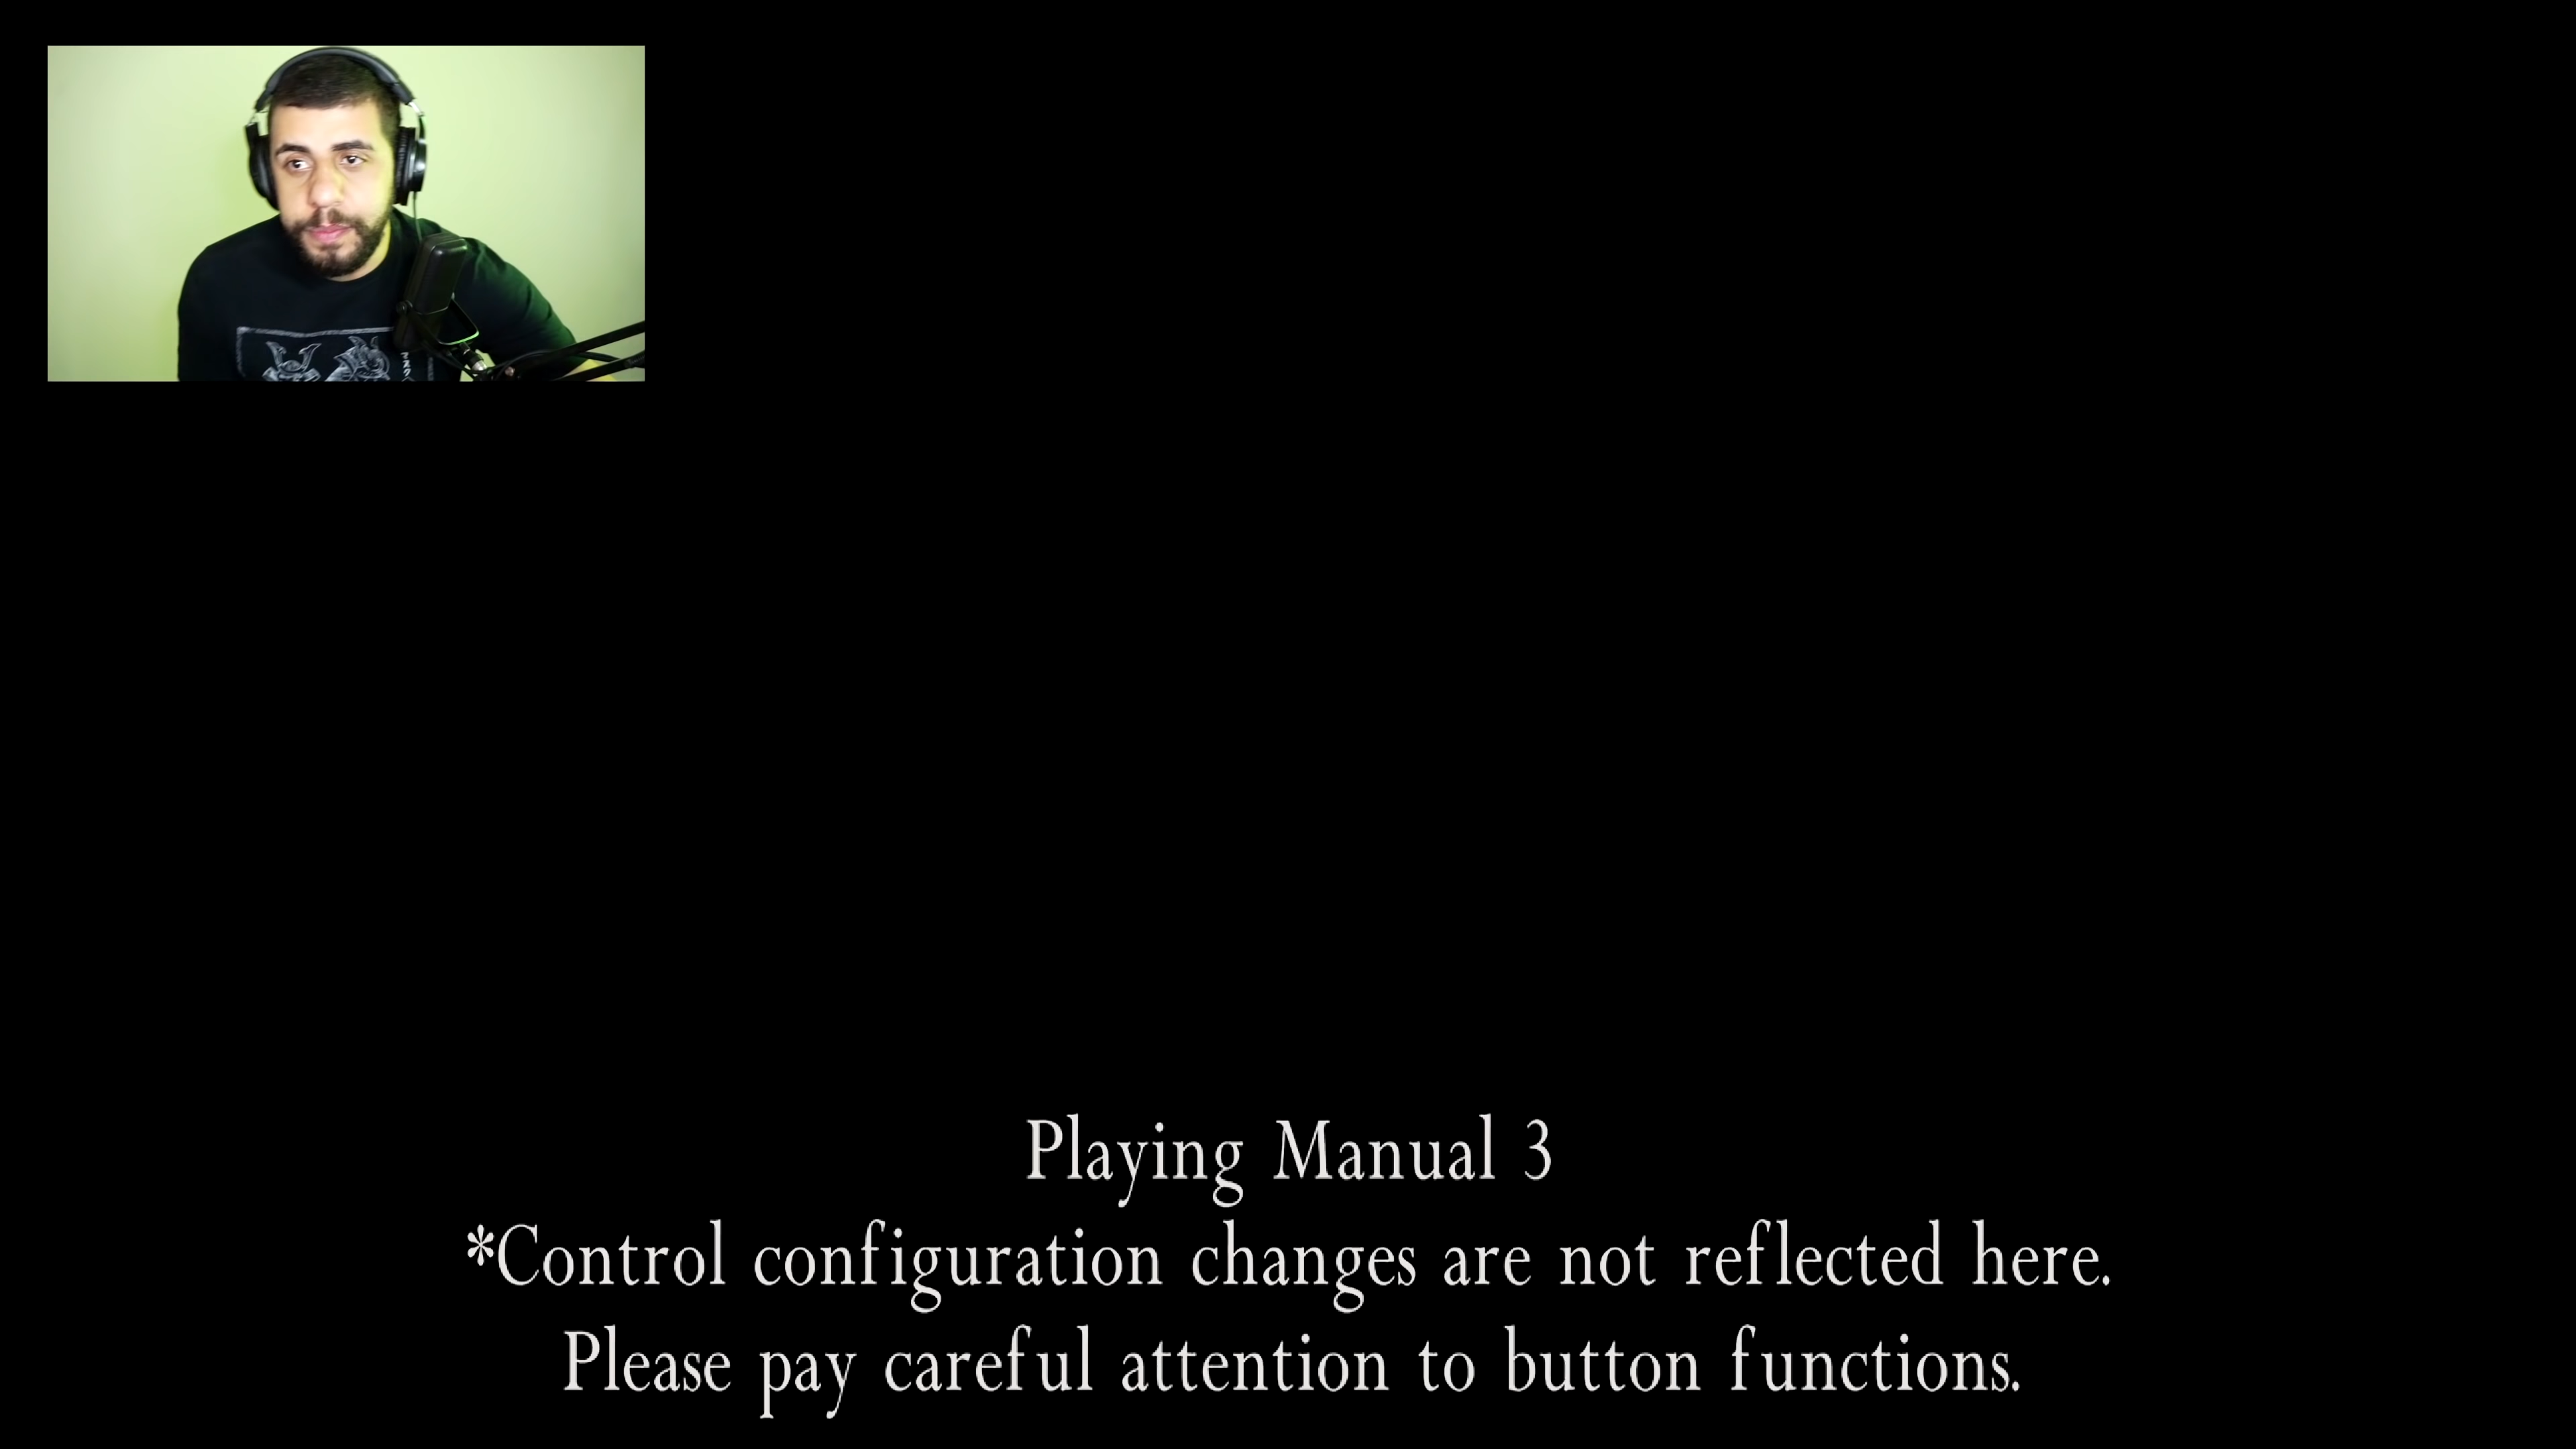 Playing Manual 3
*Control configuration changes are not reflected here.
Please pay careful attention to button functions.